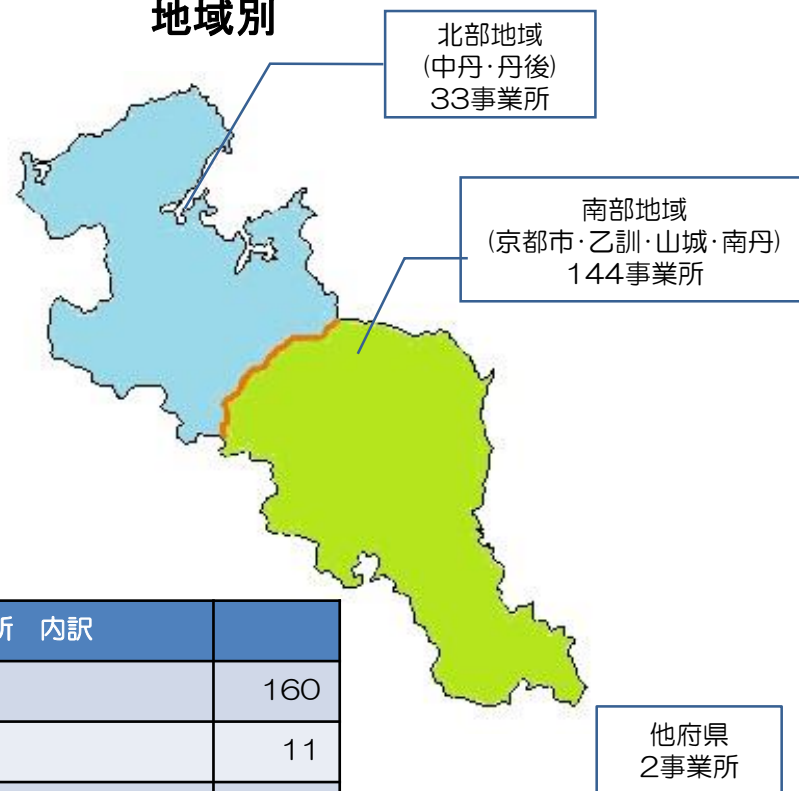 地域別
北部地域
(中丹・丹後)
33事業所
南部地域
(京都市・乙訓・山城・南丹)
144事業所
所 内訳
160
11
他府県
2事業所